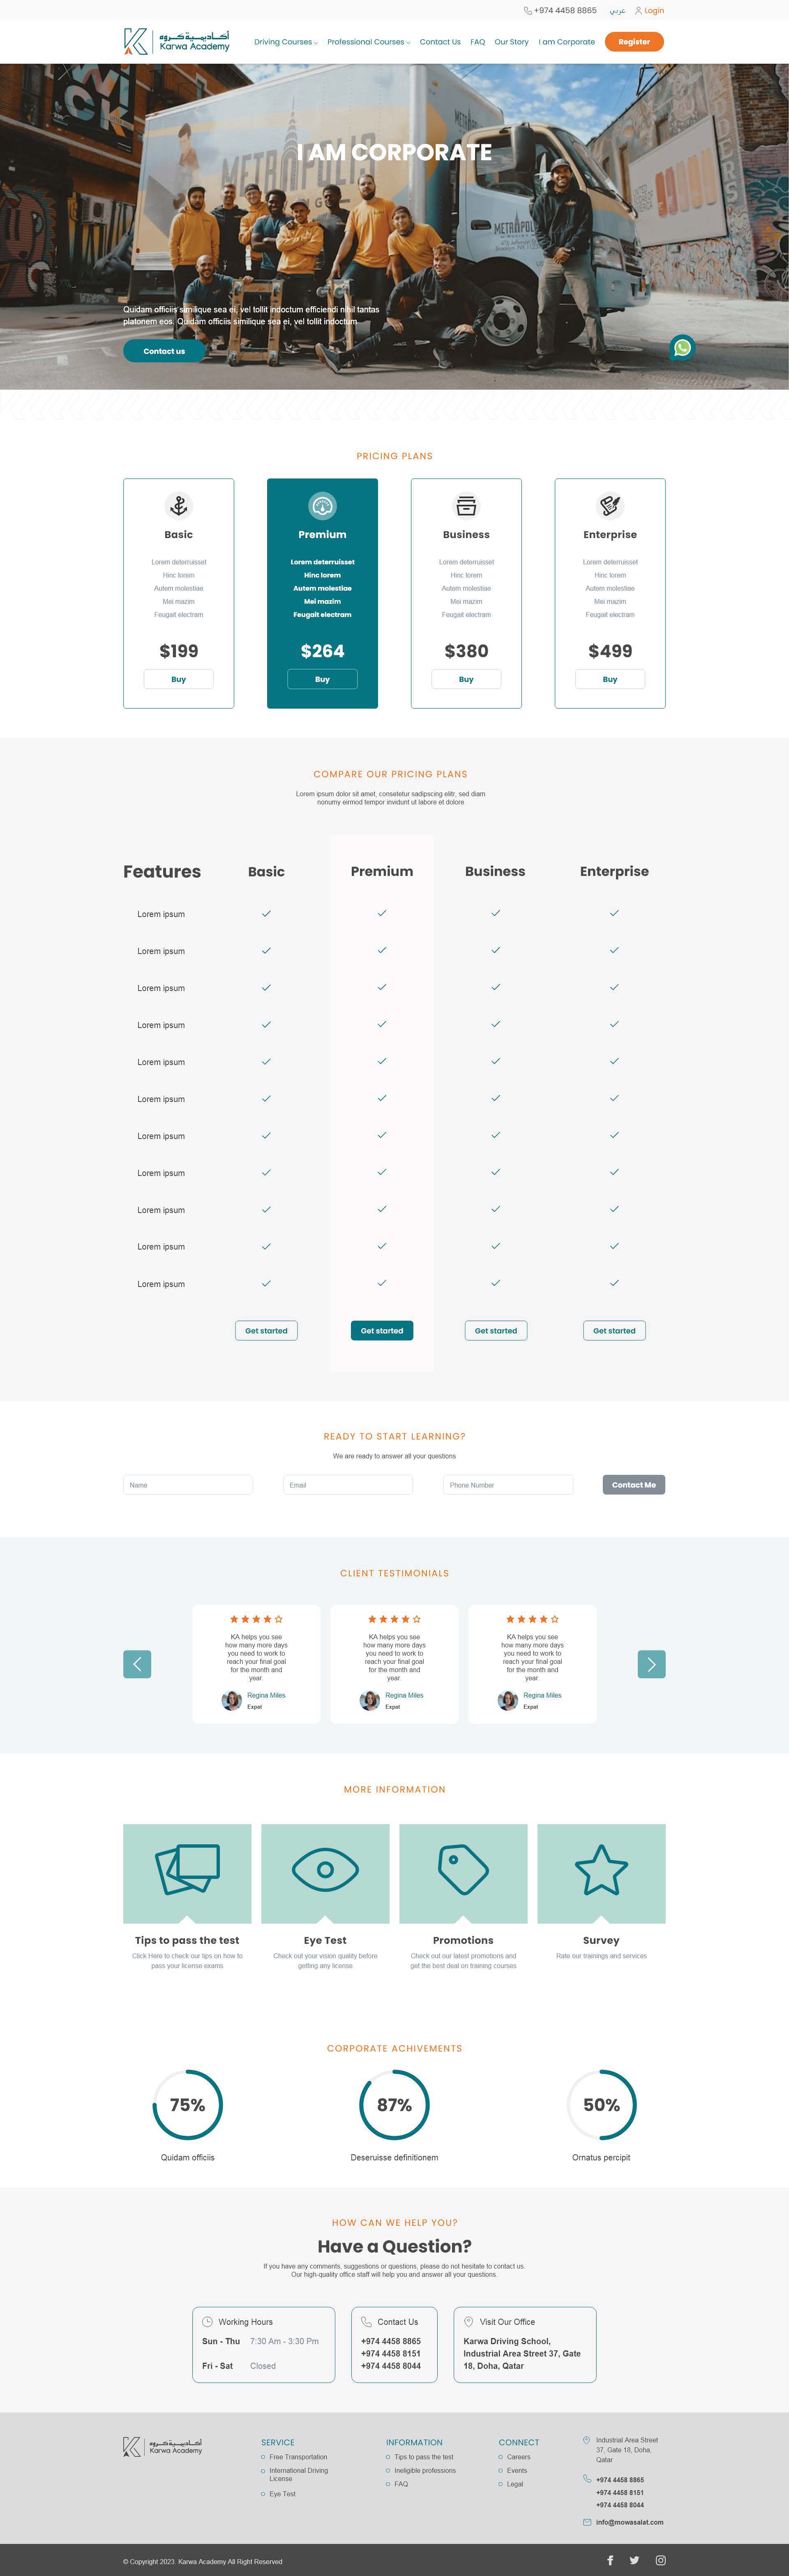 +974 4458 8865 عربي Login
أكاديمية كروه
Karwa Academy
Driving Courses Professional Courses Contact Us FAQ Our Story I am Corporate Register
I AM CORPORATE
METROPOLIS
Quidam officiis similique sea ei, vel tollit indoctum efficiendi nihil tantas
platonem eos. Quidam officiis similique sea ei, vel tollit indoctum
Contact us
PRICING PLANS
Basic Premium Business Enterprise
Lorem deterruisset Lorem deterruisset Lorem deterruisset Lorem deterruisset
Hinc lorem Hinc lorem Hinc lorem Hinc lorem
Autem molestiae Autem molestiae Autem molestiae Autem molestiae
Mei mazim Mei mazim Mei mazim Mei mazim
Feugait electram Feugait electram Feugait electram Feugait electram
$199 $264 $380 $499
Buy Buy Buy Buy
COMPARE OUR PRICING PLANS
Lorem ipsum dolor sit amet, consetetur sadipscing elitr, sed diam
nonumy eirmod tempor invidunt ut labore et dolore
Features Basic Premium Business Enterprise
Lorem ipsum
Lorem ipsum
Lorem ipsum
Lorem ipsum
Lorem ipsum
Lorem ipsum
Lorem ipsum
Lorem ipsum
Lorem ipsum
Lorem ipsum
Lorem ipsum
Get started Get started Get started Get started
READY TO START LEARNING?
We are ready to answer all your questions
Name Email Phone Number Contact Me
CLIENT TESTIMONIALS
KA helps you see KA helps you see KA helps you see
how many more days how many more days how many more days
you need to work to you need to work to you need to work to
reach your final goal reach your final goal reach your final goal
for the month and for the month and for the month and
year. year. year.
Regina Miles Regina Miles Regina Miles
Expat Expat Expat
MORE INFORMATION
Tips to pass the test Eye Test Promotions Survey
Click Here to check our tips on how to Check out your vision quality before Check out our latest promotions and Rate our trainings and services
pass your license exams getting any license get the best deal on training courses
CORPORATE ACHIVEMENTS
75% 87% 50%
Quidam officiis Deseruisse definitionem Ornatus percipit
HOW CAN WE HELP YOU?
Have a Question?
If you have any comments, suggestions or questions, please do not hesitate to contact us.
Our high-quality office staff will help you and answer all your questions.
Working Hours Contact Us Visit Our Office
Sun - Thu 7:30 Am - 3:30 Pm +974 4458 8865 Karwa Driving School,
+974 4458 8151 Industrial Area Street 37, Gate
Fri - Sat Closed +974 4458 8044 18, Doha, Qatar
أكاديمية كروه
Karwa Academy
SERVICE
Free Transportation
International Driving
License
Eye Test
INFORMATION
Tips to pass the test
Ineligible professions
FAQ
CONNECT
Careers
Events
Legal
Industrial Area Street
37, Gate 18, Doha,
Qatar
+974 4458 8865
+974 4458 8151
+974 4458 8044
info@mowasalat.com
© Copyright 2023. Karwa Academy All Right Reserved